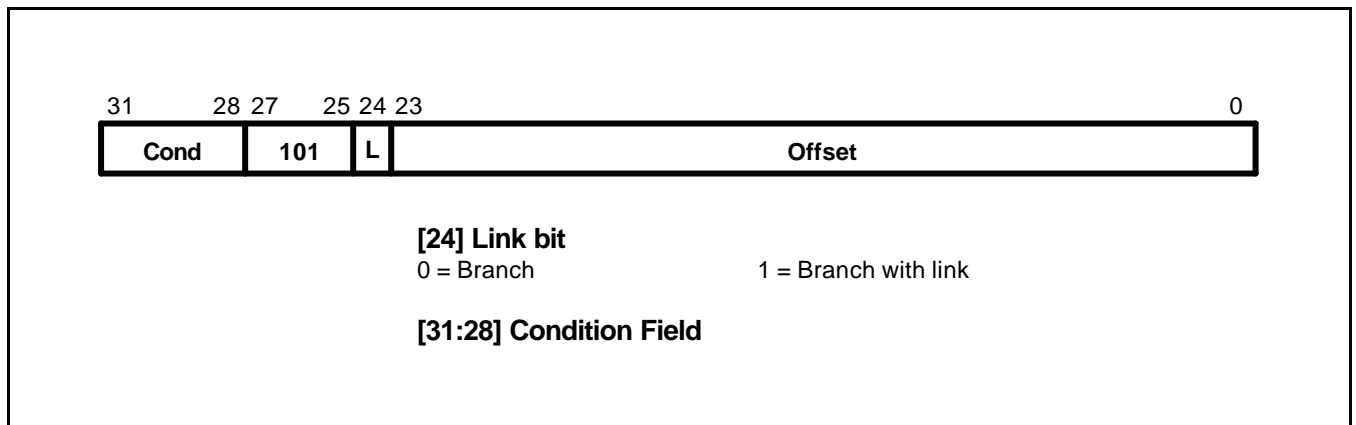 31 28 27 25 24 23 0
Cond 101 L Offset
[24] Link bit
0 = Branch 1 = Branch with link
[31:28] Condition Field